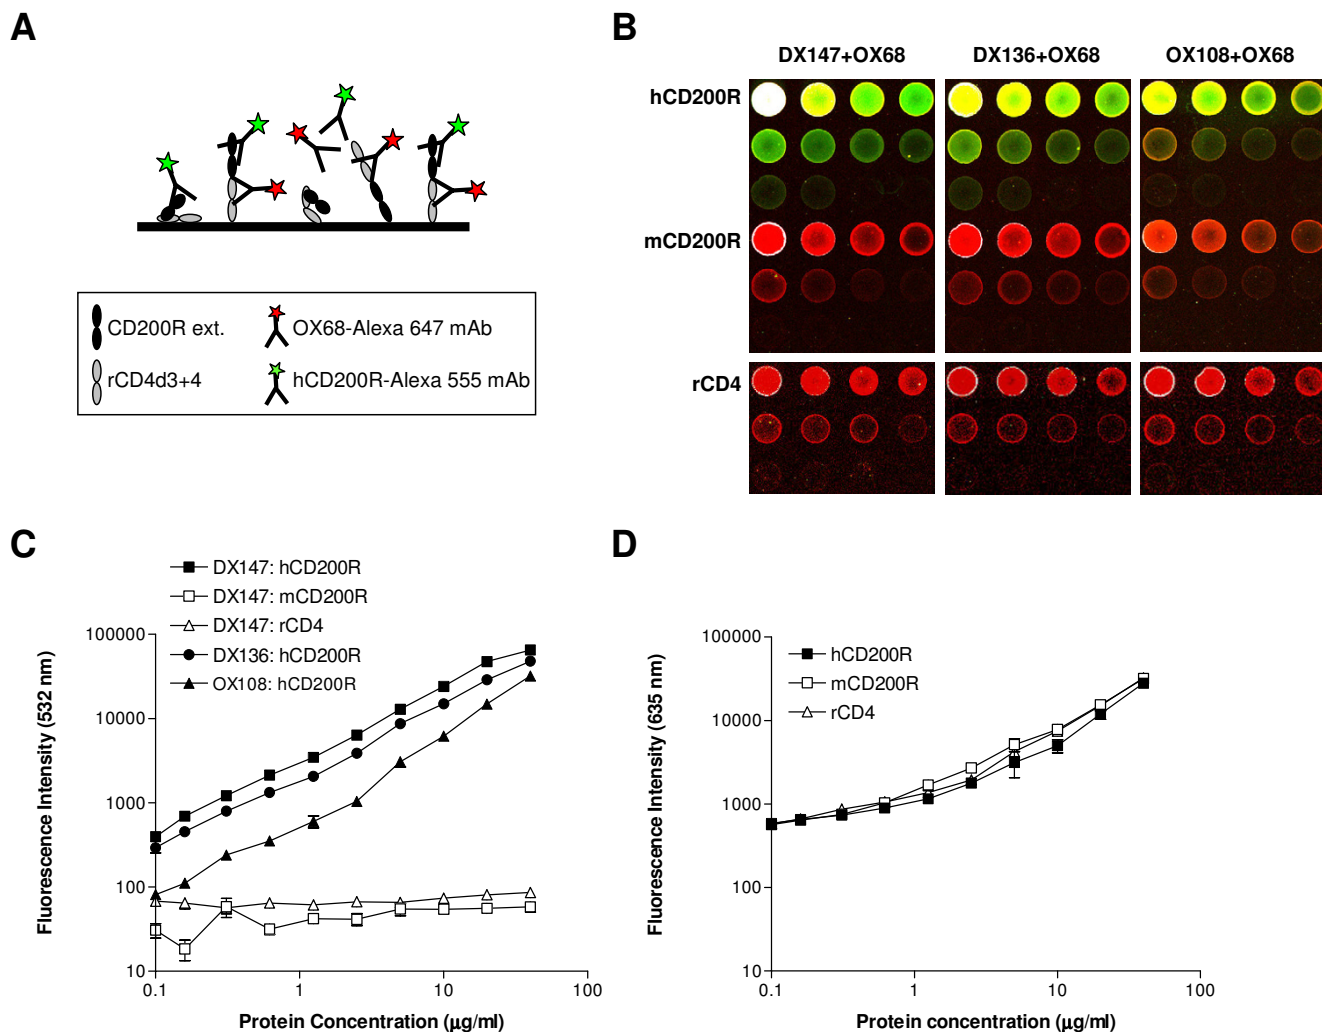 A
CD200R ext.
OX68-Alexa 647 mAb
rCD4d3+4
hCD200R-Alexa 555 mAb
B
DX147+OX68
DX136+OX68
OX108+OX68
hCD200R
mCD200R
rCD4
C
DX147: hCD200R
DX147: mCD200R
DX147: rCD4
DX136: hCD200R
OX108: hCD200R
Fluorescence Intensity (532 nm)
100000
10000
1000
100
10
0.1
1
10
100
Protein Concentration (µg/ml)
D
hCD200R
mCD200R
rCD4
Fluorescence Intensity (635 nm)
100000
10000
1000
100
10
0.1
1
10
100
Protein concentration (µg/ml)